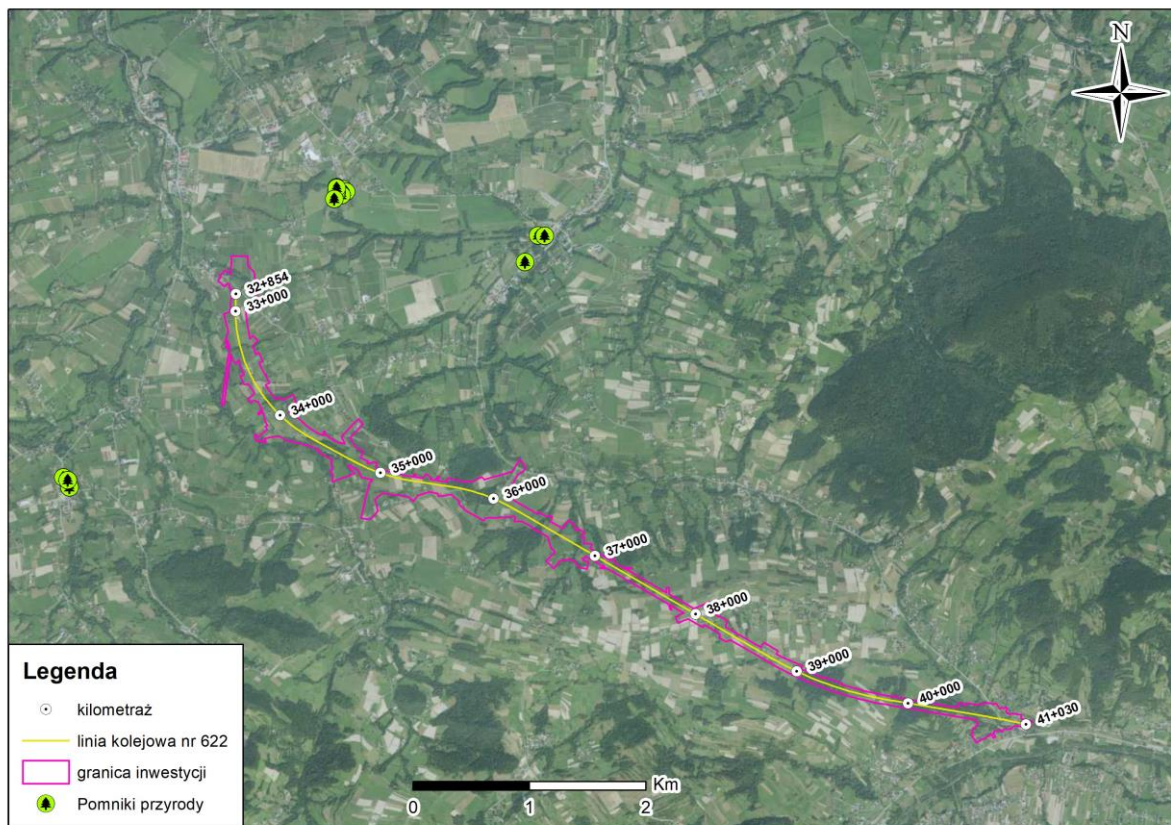 N
32+854
33+000
34+000
35+000
36+000
37+000
38+000
39+000
40+000
41+030
Legenda
kilometraż
linia kolejowa nr 622
granica inwestycji
Pomniki przyrody
Km
0 1 2